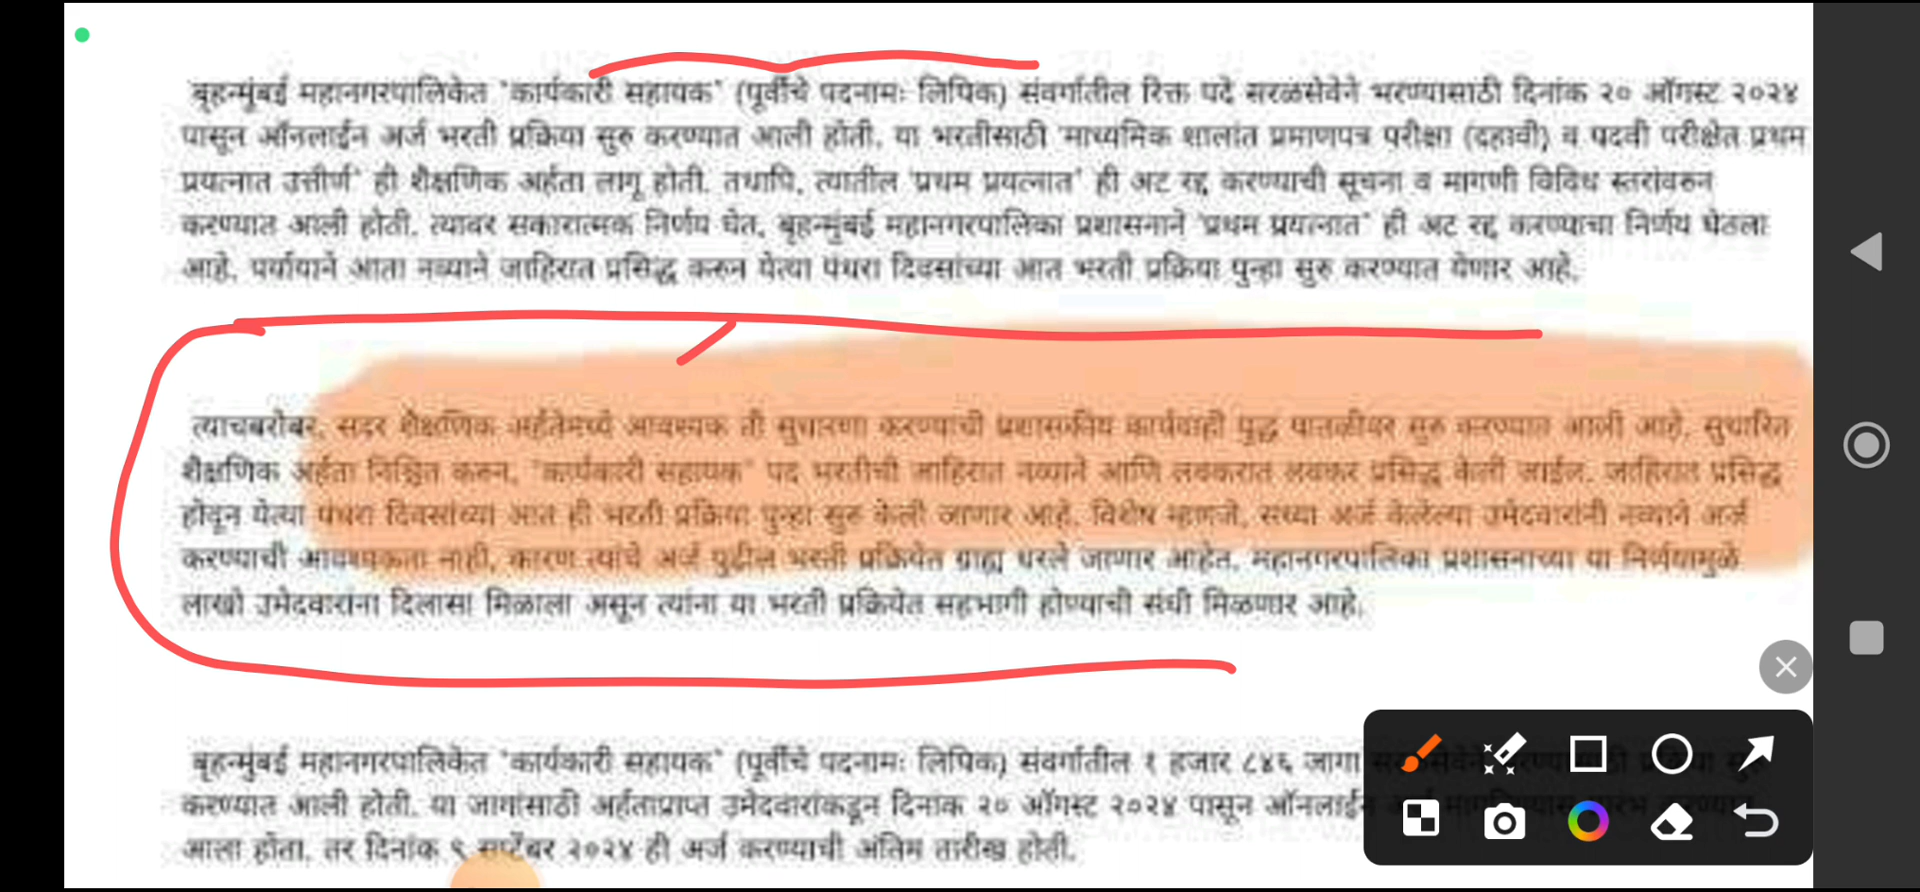 बृहन्मुंबई महानगरपालिकेत 'कार्यकारी सहायक' (पूर्वीचे पदनामः लिपिक) संवर्गातील रिक्त पदे सरळसेवेने भरण्यासाठी दिनांक २० ऑगस्ट २०२४
पासून ऑनलाईन अर्ज भरती प्रक्रिया सुरु करण्यात आली होती. या भरतीसाठी 'माध्यमिक शालांत प्रमाणपत्र परीक्षा (दहावी) व पदवी परीक्षेत प्रथम
प्रयत्नात उत्तीर्ण' ही शैक्षणिक अर्हता लागू होती. तथापि, त्यातील 'प्रथम प्रयत्नात' ही अट रद्द करण्याची सूचना व मागणी विविध स्तरांवरुन
करण्यात आली होती. त्यावर सकारात्मक निर्णय घेत, बृहन्मुंबई महानगरपालिका प्रशासनाने 'प्रथम प्रयत्नात' ही अट रद्द करण्याचा निर्णय घेतला
आहे. पर्यायाने आता नव्याने जाहिरात प्रसिद्ध करुन येत्या पंधरा दिवसांच्या आत भरती प्रक्रिया पुन्हा सुरु करण्यात येणार आहे.
त्याचबरोबर, सदर शैक्षणिक अर्हतेमध्ये आवश्यक ती सुधारणा करण्याची प्रशासकीय कार्यवाही युद्ध पातळीवर सुरु करण्यात आली आहे. सुधारित
शैक्षणिक अर्हता निश्चित करुन, 'कार्यकारी सहायक' पद भरतीची जाहिरात नव्याने आणि लवकरात लवकर प्रसिद्ध केली जाईल. जाहिरात प्रसिद्ध
होवून येत्या पंधरा दिवसांच्या आत ही भरती प्रक्रिया पुन्हा सुरु केली जाणार आहे. विशेष म्हणजे, सध्या अर्ज केलेल्या उमेदवारांनी नव्याने अर्ज
करण्याची आवश्यकता नाही, कारण त्यांचे अर्ज पुढील भरती प्रक्रियेत ग्राह्य धरले जाणार आहेत. महानगरपालिका प्रशासनाच्या या निर्णयामुळे
लाखो उमेदवारांना दिलासा मिळाला असून त्यांना या भरती प्रक्रियेत सहभागी होण्याची संधी मिळणार आहे.
बृहन्मुंबई महानगरपालिकेत 'कार्यकारी सहायक' (पूर्वीचे पदनामः लिपिक) संवर्गातील १ हजार ८४६ जागा
करण्यात आली होती. या जागांसाठी अर्हताप्राप्त उमेदवारांकडून दिनांक २० ऑगस्ट २०२४ पासून ऑनलाईन
आला होता. तर दिनांक ९ सप्टेंबर २०२४ ही अर्ज करण्याची अंतिम तारीख होती.